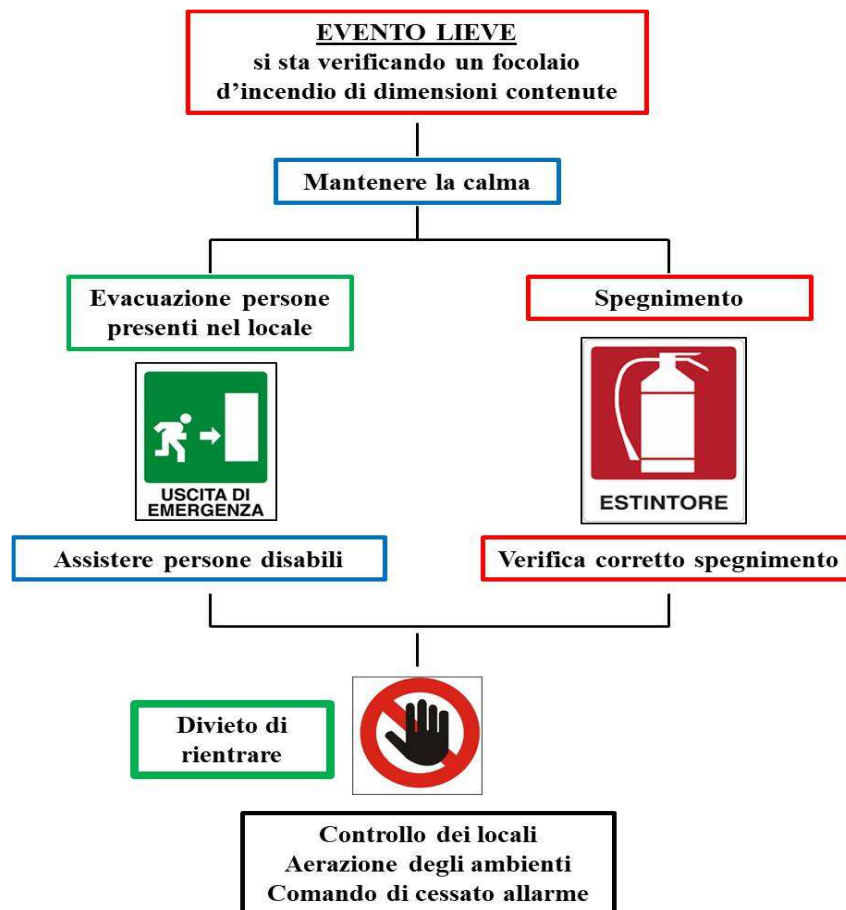 EVENTO LIEVE
si sta verificando un focolaio
d’incendio di dimensioni contenute
Mantenere la calma
Evacuazione persone
presenti nel locale
Spegnimento
USCITA DI
EMERGENZA
ESTINTORE
Assistere persone disabili
Verifica corretto spegnimento
Divieto di
rientrare
Controllo dei locali
Aerazione degli ambienti
Comando di cessato allarme